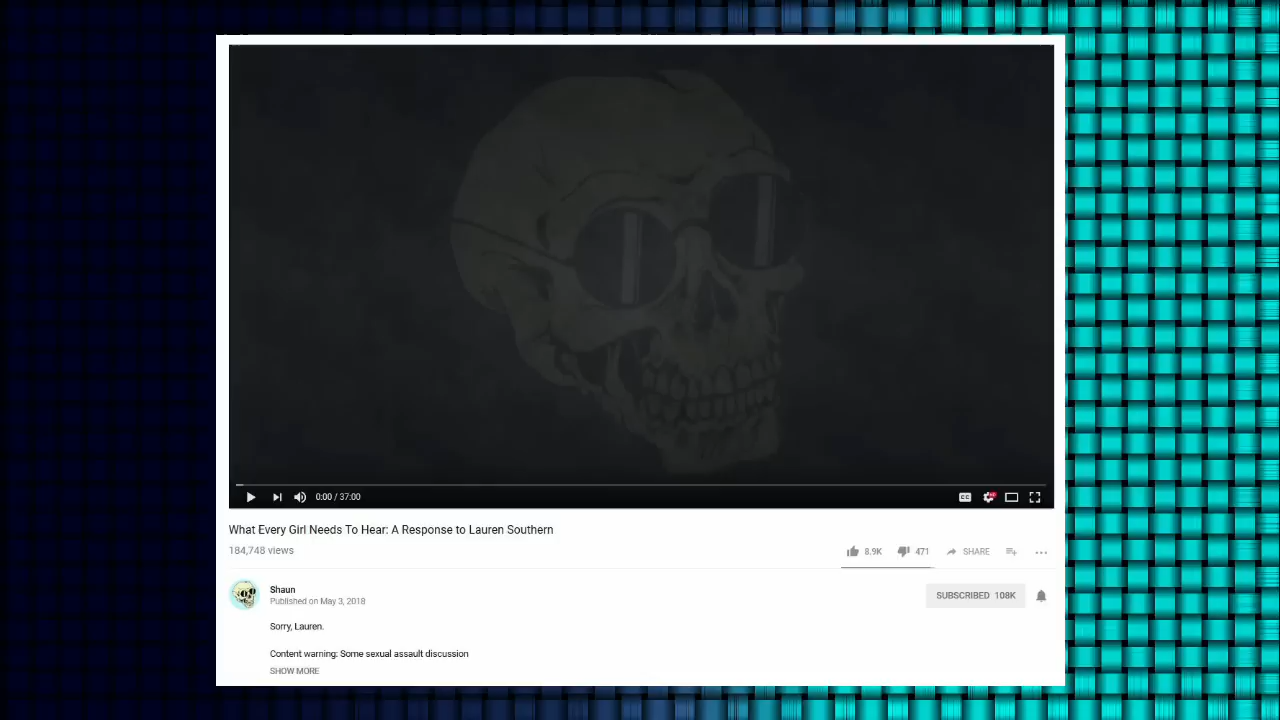 0:00 / 37:00
CC
What Every Girl Needs To Hear: A Response to Lauren Southern
184,748 views
8.9K
471
SHARE
Shaun
Published on May 3, 2018
SUBSCRIBED 108K
Sorry, Lauren.
Content warning: Some sexual assault discussion
SHOW MORE